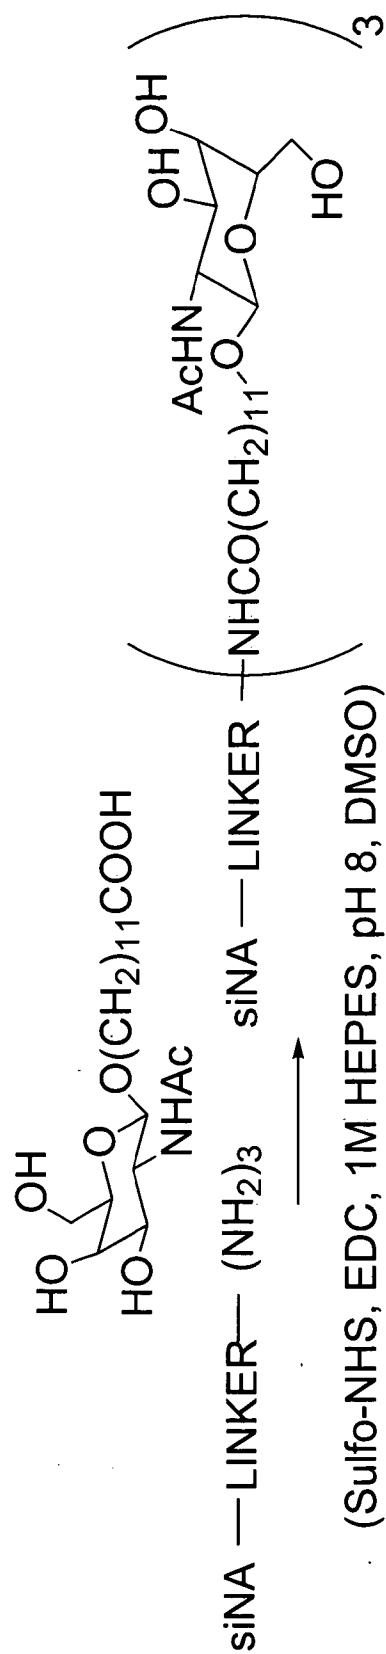 OH
HO
O
O(CH2)11COOH
HO
NHAc
siNA — LINKER — (NH2)3
(Sulfo-NHS, EDC, 1M HEPES, pH 8, DMSO)
siNA — LINKER — ( NHCO(CH2)11
AcHN
O
O
OH
OH
HO
)3